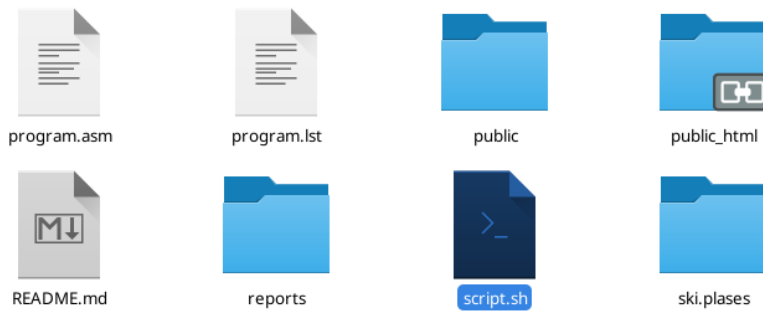 program.asm
program.lst
public
public_html
M
README.md
reports
>_
script.sh
ski.plases